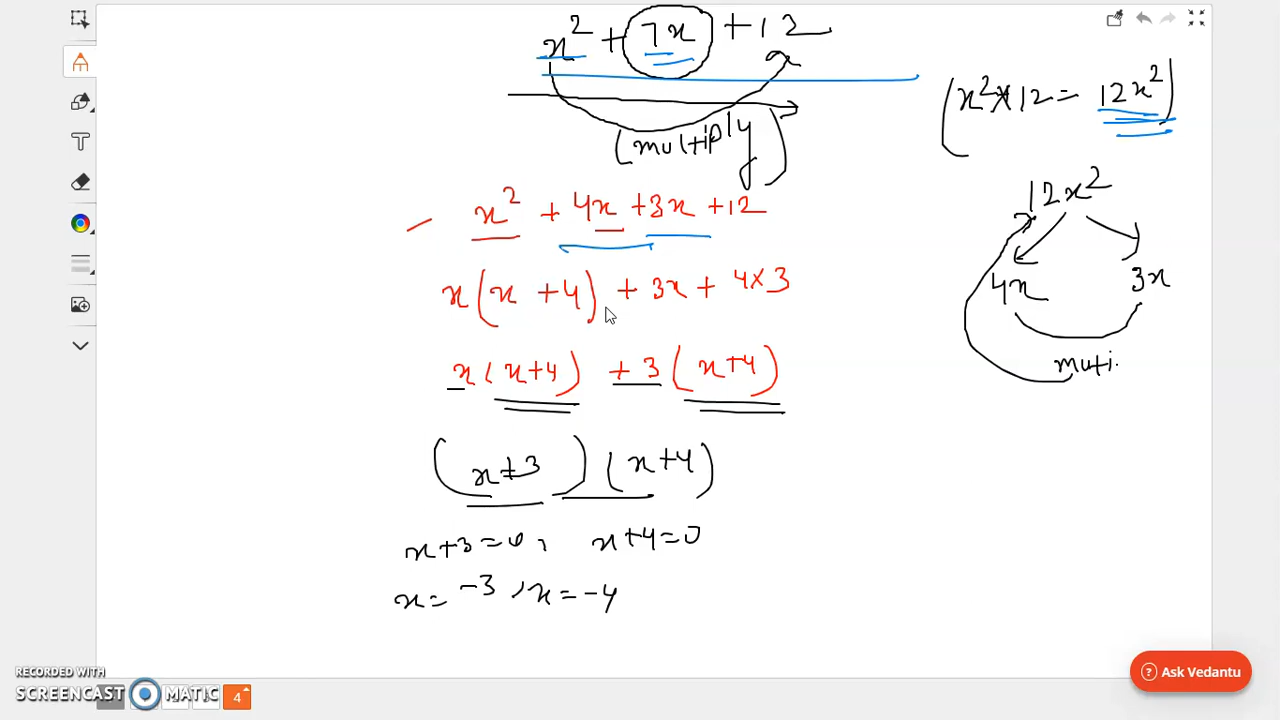 x² + 7x + 12
(x² × 12 = 12x²)
(multiply)
12x²
x² + 4x + 3x + 12
4x 3x
x(x + 4) + 3x + 4×3
muti.
x(x+4) + 3(x+4)
(x+3)(x+4)
x+3=0, x+4=0
x = -3, x = -4
RECORDED WITH
SCREENCAST MATIC
4
? Ask Vedantu